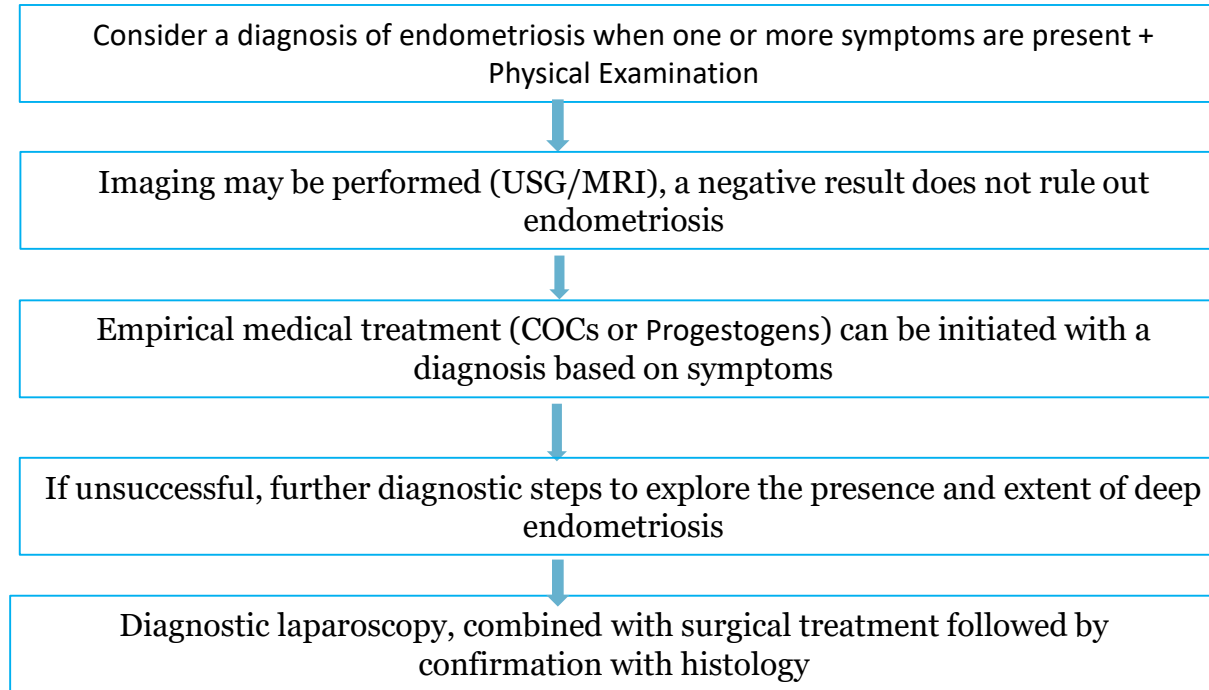 Consider a diagnosis of endometriosis when one or more symptoms are present +
Physical Examination
Imaging may be performed (USG/MRI), a negative result does not rule out
endometriosis
Empirical medical treatment (COCs or Progestogens) can be initiated with a
diagnosis based on symptoms
If unsuccessful, further diagnostic steps to explore the presence and extent of deep
endometriosis
Diagnostic laparoscopy, combined with surgical treatment followed by
confirmation with histology